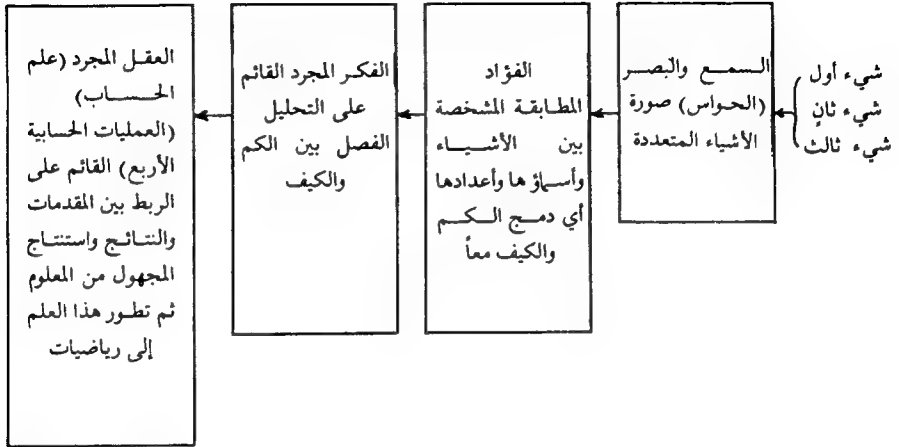 شيء أول
شيء ثانٍ
شيء ثالث
السمع والبصر
(الحواس) صورة
الأشياء المتعددة
الفؤاد
المطابقة المشخصة
بين الأشياء
وأسماؤها وأعدادها
أي دمج الكم
والكيف معاً
الفكر المجرد القائم
على التحليل
الفصل بين الكم
والكيف
العقل المجرد (علم
الحساب)
(العمليات الحسابية
الأربع) القائم على
الربط بين المقدمات
والنتائج واستنتاج
المجهول من المعلوم
ثم تطور هذا العلم
إلى رياضيات